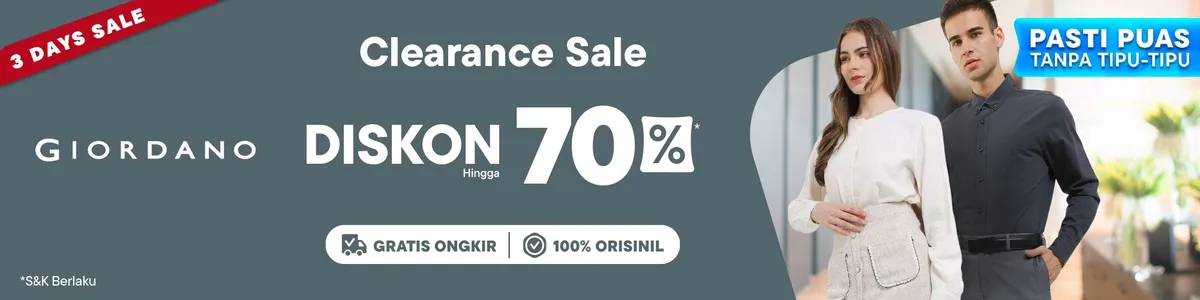 3 DAYS SALE
GIORDANO
Clearance Sale
DISKON
Hingga
70%*
GRATIS ONGKIR
100% ORISINIL
*S&K Berlaku
PASTI PUAS
TANPA TIPU-TIPU